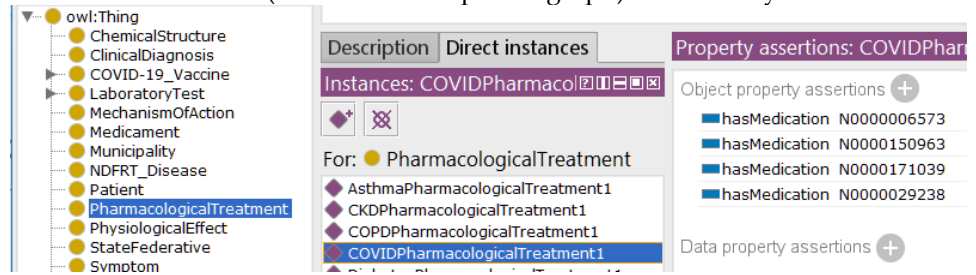 owl:Thing
ChemicalStructure
ClinicalDiagnosis
COVID-19_Vaccine
LaboratoryTest
MechanismOfAction
Medicament
Municipality
NDFRT_Disease
Patient
PharmacologicalTreatment
PhysiologicalEffect
StateFederative
Symptom
Description Direct instances
Instances: COVIDPharmacol
For: PharmacologicalTreatment
AsthmaPharmacologicalTreatment1
CKDPharmacologicalTreatment1
COPDPharmacologicalTreatment1
COVIDPharmacologicalTreatment1
Property assertions: COVIDPharm
Object property assertions
hasMedication N0000006573
hasMedication N0000150963
hasMedication N0000171039
hasMedication N0000029238
Data property assertions